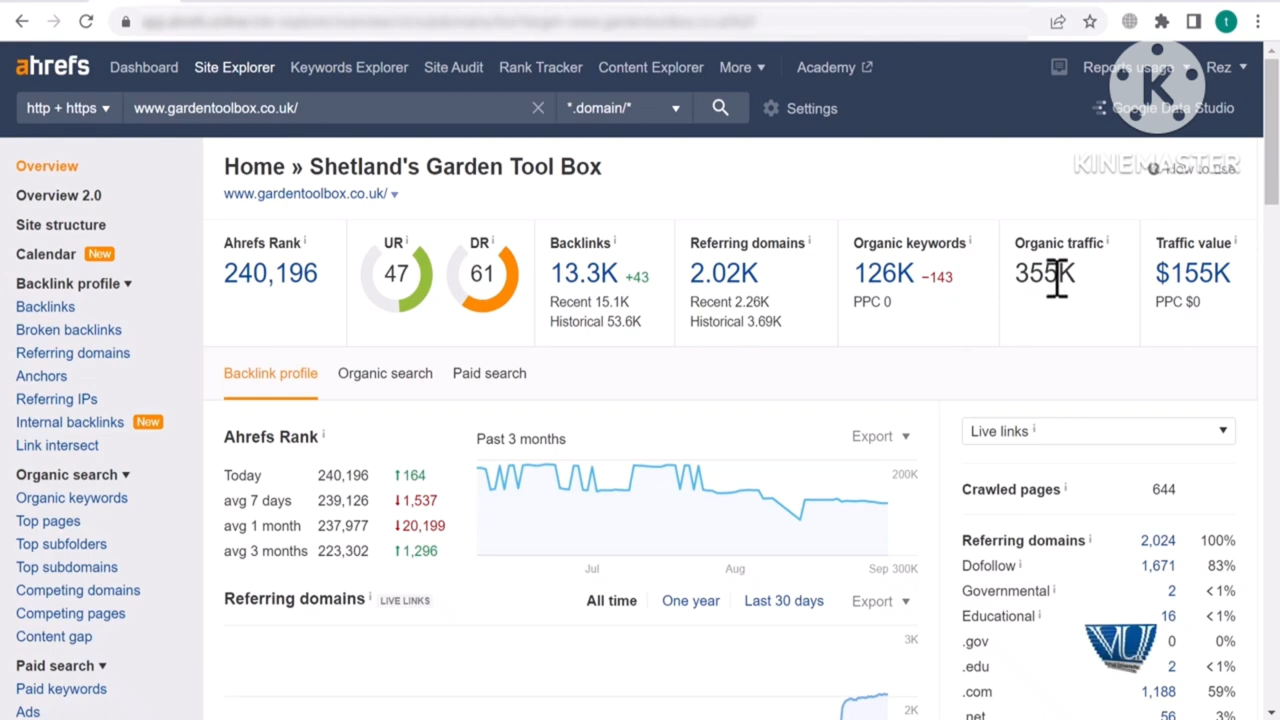 t
ahrefs Dashboard Site Explorer Keywords Explorer Site Audit Rank Tracker Content Explorer More Academy Reports usage Rez
http + https www.gardentoolbox.co.uk/ *.domain/* Settings Google Data Studio
K
KINEMASTER
Overview
Overview 2.0
Site structure
Calendar New
Backlink profile
Backlinks
Broken backlinks
Referring domains
Anchors
Referring IPs
Internal backlinks New
Link intersect
Organic search
Organic keywords
Top pages
Top subfolders
Top subdomains
Competing domains
Competing pages
Content gap
Paid search
Paid keywords
Ads
Home » Shetland's Garden Tool Box
How to use
www.gardentoolbox.co.uk/
Ahrefs Rank
240,196
UR
47
DR
61
Backlinks
13.3K +43
Recent 15.1K
Historical 53.6K
Referring domains
2.02K
Recent 2.26K
Historical 3.69K
Organic keywords
126K −143
PPC 0
Organic traffic
355K
Traffic value
$155K
PPC $0
Backlink profile Organic search Paid search
Ahrefs Rank
Today 240,196 ↑164
avg 7 days 239,126 ↓1,537
avg 1 month 237,977 ↓20,199
avg 3 months 223,302 ↑1,296
Past 3 months Export
200K
Jul Aug Sep 300K
Referring domains LIVE LINKS All time One year Last 30 days Export
3K
2K
Live links
Crawled pages 644
Referring domains 2,024 100%
Dofollow 1,671 83%
Governmental 2 <1%
Educational 16 <1%
.gov 0 0%
.edu 2 <1%
.com 1,188 59%
.net 56 3%
VU